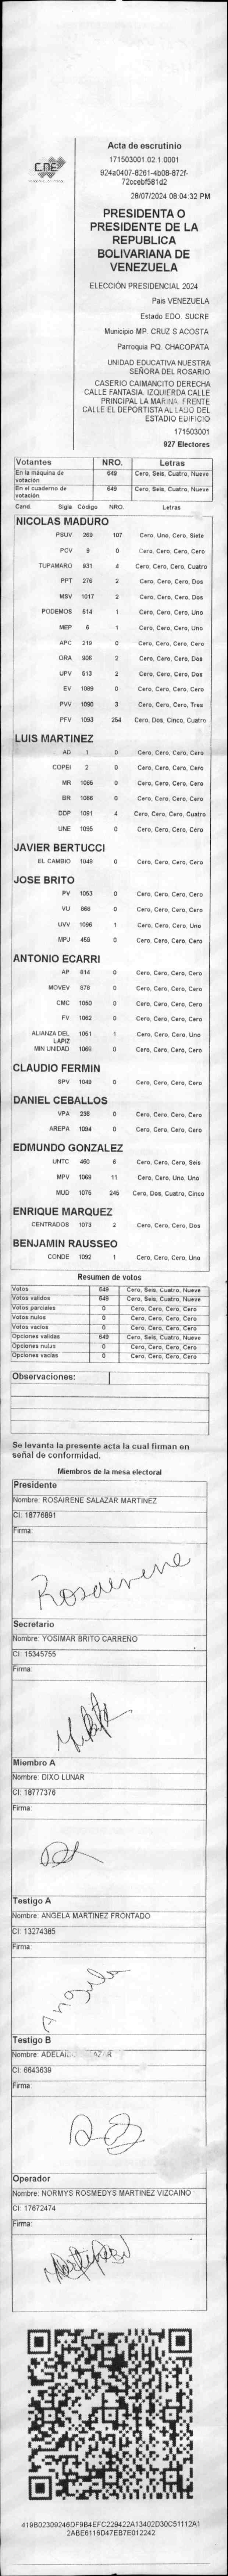 CNE
Acta de escrutinio
171503001.02.1.0001
924a0407-8261-4b08-872f-
72ccebf581d2
28/07/2024 08:04:32 PM
PRESIDENTA O
PRESIDENTE DE LA
REPUBLICA
BOLIVARIANA DE
VENEZUELA
ELECCIÓN PRESIDENCIAL 2024
Pais VENEZUELA
Estado EDO. SUCRE
Municipio MP. CRUZ S ACOSTA
Parroquia PQ. CHACOPATA
UNIDAD EDUCATIVA NUESTRA
SEÑORA DEL ROSARIO
CASERIO CAIMANCITO DERECHA
CALLE FANTASIA. IZQUIERDA CALLE
PRINCIPAL LA MARINA. FRENTE
CALLE EL DEPORTISTA AL LADO DEL
ESTADIO EDIFICIO
171503001
927 Electores
Votantes NRO. Letras
En la máquina de votación 649 Cero, Seis, Cuatro, Nueve
En el cuaderno de votación 649 Cero, Seis, Cuatro, Nueve
Cand. Sigla Código NRO. Letras
NICOLAS MADURO
PSUV 269 107 Cero, Uno, Cero, Siete
PCV 9 0 Cero, Cero, Cero, Cero
TUPAMARO 931 4 Cero, Cero, Cero, Cuatro
PPT 276 2 Cero, Cero, Cero, Dos
MSV 1017 2 Cero, Cero, Cero, Dos
PODEMOS 514 1 Cero, Cero, Cero, Uno
MEP 6 1 Cero, Cero, Cero, Uno
APC 219 0 Cero, Cero, Cero, Cero
ORA 906 2 Cero, Cero, Cero, Dos
UPV 513 2 Cero, Cero, Cero, Dos
EV 1089 0 Cero, Cero, Cero, Cero
PVV 1090 3 Cero, Cero, Cero, Tres
PFV 1093 254 Cero, Dos, Cinco, Cuatro
LUIS MARTINEZ
AD 1 0 Cero, Cero, Cero, Cero
COPEI 2 0 Cero, Cero, Cero, Cero
MR 1065 0 Cero, Cero, Cero, Cero
BR 1066 0 Cero, Cero, Cero, Cero
DDP 1091 4 Cero, Cero, Cero, Cuatro
UNE 1095 0 Cero, Cero, Cero, Cero
JAVIER BERTUCCI
EL CAMBIO 1049 0 Cero, Cero, Cero, Cero
JOSE BRITO
PV 1053 0 Cero, Cero, Cero, Cero
VU 968 0 Cero, Cero, Cero, Cero
UVV 1096 1 Cero, Cero, Cero, Uno
MPJ 455 0 Cero, Cero, Cero, Cero
ANTONIO ECARRI
AP 914 0 Cero, Cero, Cero, Cero
MOVEV 978 0 Cero, Cero, Cero, Cero
CMC 1050 0 Cero, Cero, Cero, Cero
FV 1062 0 Cero, Cero, Cero, Cero
ALIANZA DEL LAPIZ 1051 1 Cero, Cero, Cero, Uno
MIN UNIDAD 1069 0 Cero, Cero, Cero, Cero
CLAUDIO FERMIN
SPV 1048 0 Cero, Cero, Cero, Cero
DANIEL CEBALLOS
VPA 236 0 Cero, Cero, Cero, Cero
AREPA 1094 0 Cero, Cero, Cero, Cero
EDMUNDO GONZALEZ
UNTC 460 6 Cero, Cero, Cero, Seis
MPV 1069 11 Cero, Cero, Uno, Uno
MUD 1075 245 Cero, Dos, Cuatro, Cinco
ENRIQUE MARQUEZ
CENTRADOS 1073 2 Cero, Cero, Cero, Dos
BENJAMIN RAUSSEO
CONDE 1092 1 Cero, Cero, Cero, Uno
Resumen de votos
Votos 649 Cero, Seis, Cuatro, Nueve
Votos validos 649 Cero, Seis, Cuatro, Nueve
Votos parciales 0 Cero, Cero, Cero, Cero
Votos nulos 0 Cero, Cero, Cero, Cero
Votos vacios 0 Cero, Cero, Cero, Cero
Opciones validas 649 Cero, Seis, Cuatro, Nueve
Opciones nulas 0 Cero, Cero, Cero, Cero
Opciones vacias 0 Cero, Cero, Cero, Cero
Observaciones:
Se levanta la presente acta la cual firman en
señal de conformidad.
Miembros de la mesa electoral
Presidente
Nombre: ROSAIRENE SALAZAR MARTINEZ
CI: 18776891
Firma:
Rosairene
Secretario
Nombre: YOSIMAR BRITO CARREÑO
CI: 15345755
Firma:
Miembro A
Nombre: DIXO LUNAR
CI: 18777376
Firma:
Testigo A
Nombre: ANGELA MARTINEZ FRONTADO
CI: 13274385
Firma:
Angela
Testigo B
Nombre:
CI: 6643639
Firma:
Operador
Nombre: NORMYS ROSMEDYS MARTINEZ VIZCAINO
CI: 17672474
Firma:
419B02309246DF9B4EFC229422A13402D30C51112A1
2ABE6116D47EB7E012242